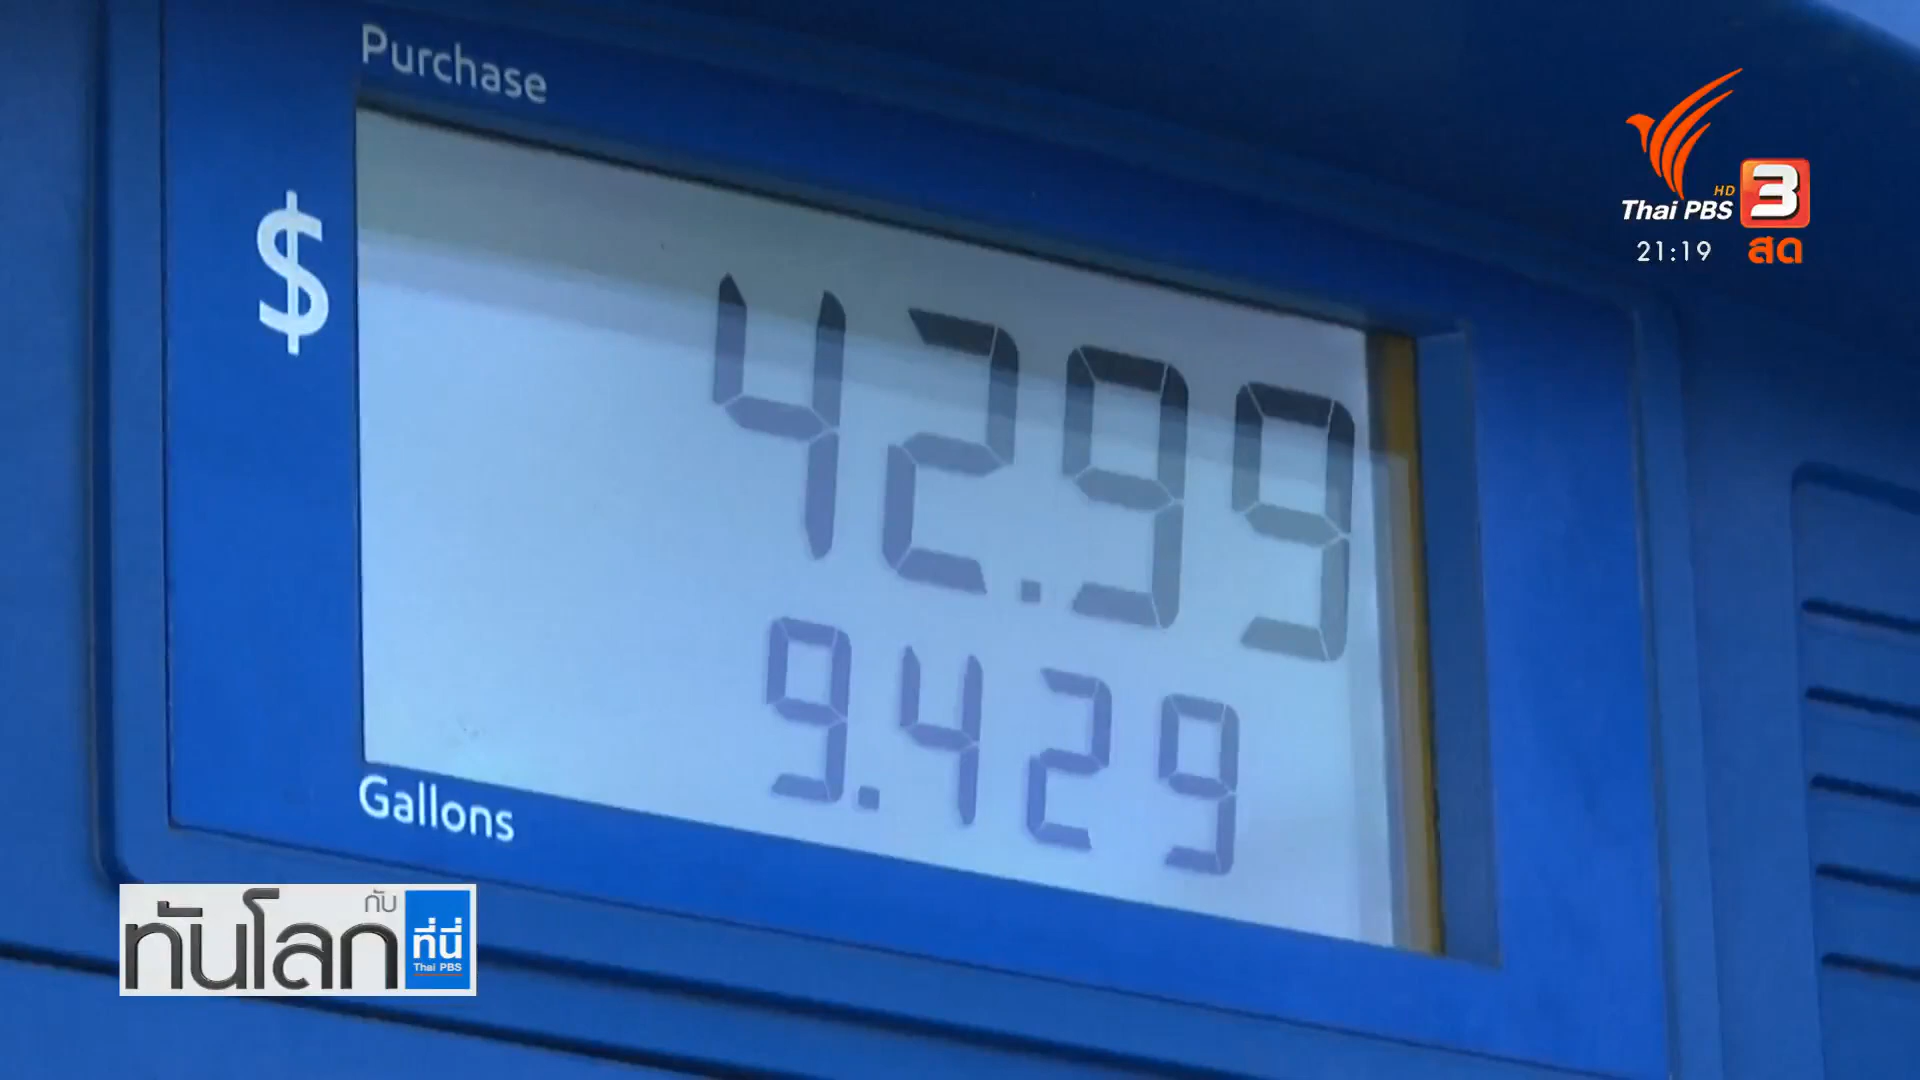 Purchase
$
42.99
9.429
Gallons
HD
Thai PBS 3
21:19 สด
ทันโลก กับ ที่นี่
Thai PBS